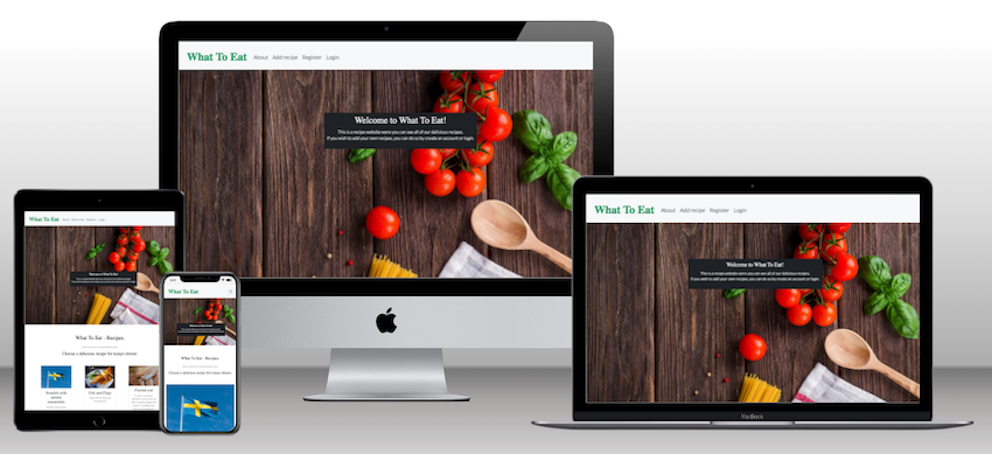 What To Eat About Add recipe Register Login
Welcome to What To Eat!
This is a recipe website were you can see all of our delicious recipes.
If you wish to add your own recipes, you can do so by create an account or login.
What To Eat About Add recipe Register Login
Welcome to What To Eat!
This is a recipe website were you can see all of our delicious recipes.
If you wish to add your own recipes, you can do so by create an account or login.
MacBook
What To Eat About Add recipe Register Login
Welcome to What To Eat!
What To Eat - Recipes.
Choose a delicious recipe for todays dinner!
Fish and Chips
What To Eat
Welcome to What To Eat!
What To Eat - Recipes.
Choose a delicious recipe for todays dinner!